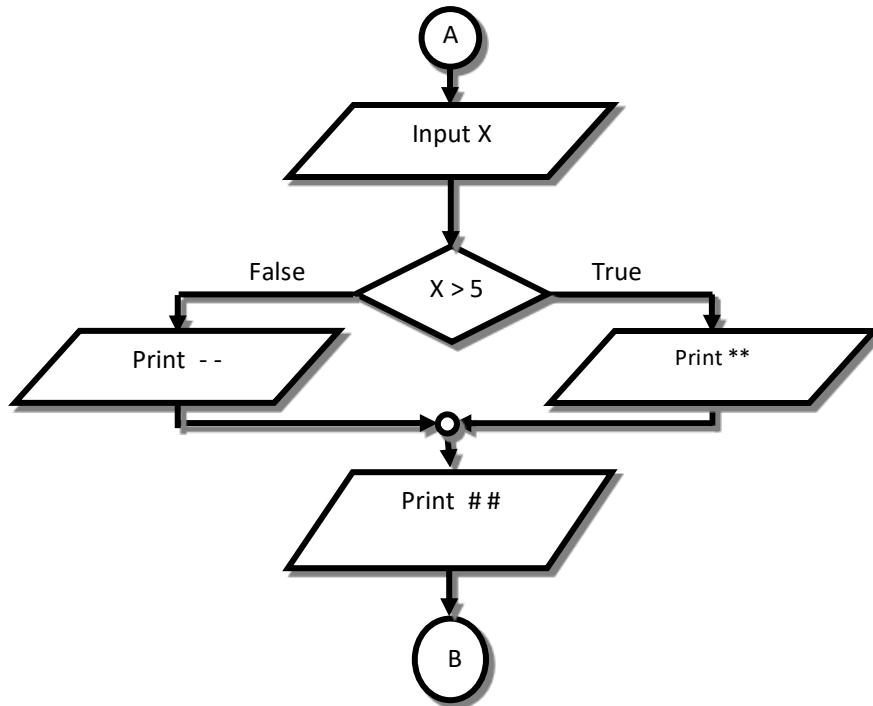 A
Input X
False
X > 5
True
Print - -
Print **
Print # #
B